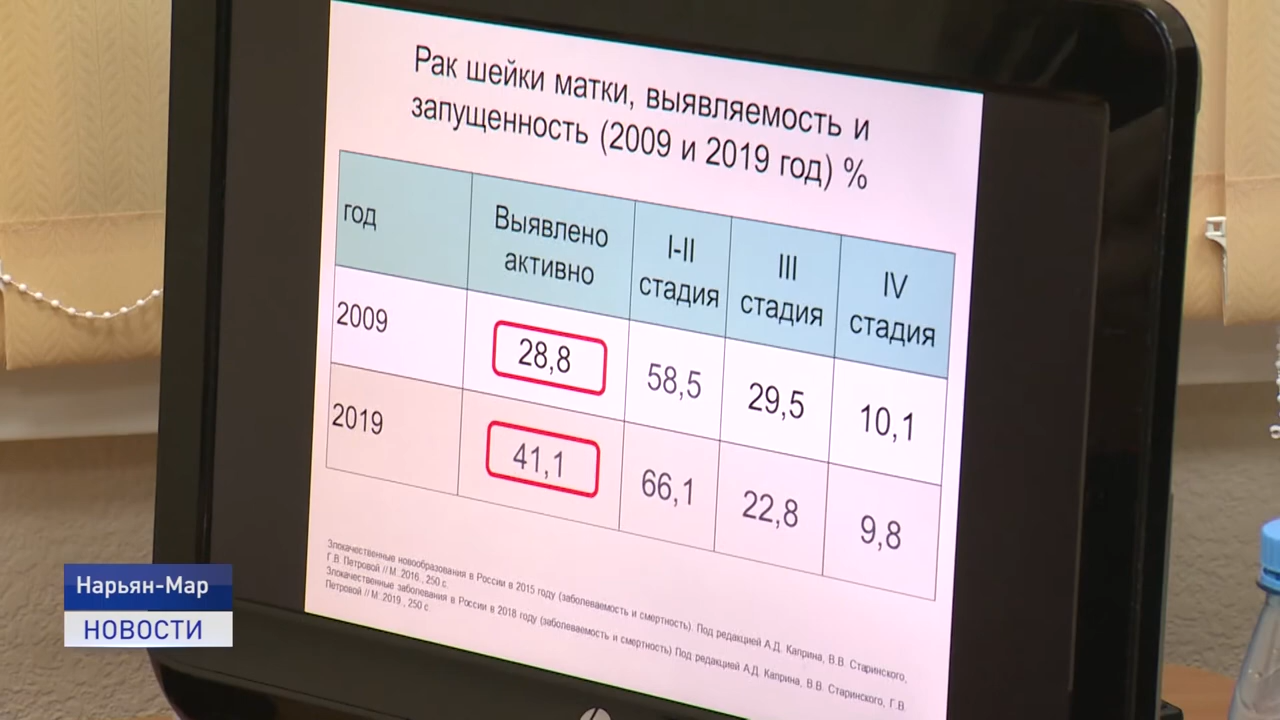 Рак шейки матки, выявляемость и
запущенность (2009 и 2019 год) %
год
Выявлено
активно
I-II
стадия
III
стадия
IV
стадия
2009
28,8
58,5
29,5
10,1
2019
41,1
66,1
22,8
9,8
Злокачественные новообразования в России в 2015 году (заболеваемость и смертность). Под редакцией А.Д. Каприна, В.В. Старинского,
Г.В. Петровой // М. 2016., 250 с.
Злокачественные заболевания в России в 2018 году (заболеваемость и смертность) Под редакцией А.Д. Каприна, В.В. Старинского, Г.В.
Петровой // М. 2019 , 250 с.
Нарьян-Мар
НОВОСТИ